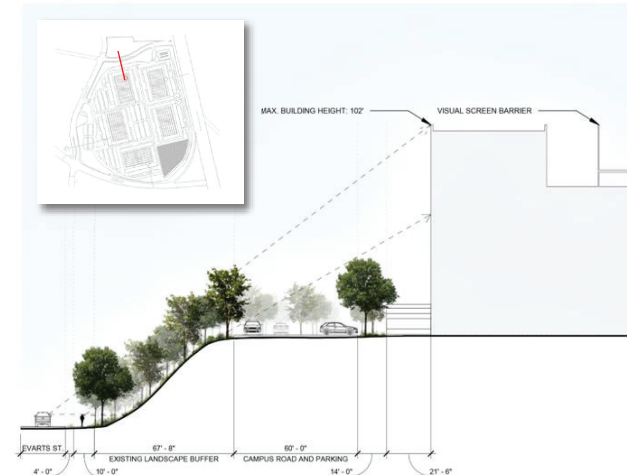 MAX. BUILDING HEIGHT: 102'
VISUAL SCREEN BARRIER
EVARTS ST.
67' - 8"
60' - 0"
EXISTING LANDSCAPE BUFFER
CAMPUS ROAD AND PARKING
4' - 0"
10' - 0"
14' - 0"
21' - 6"